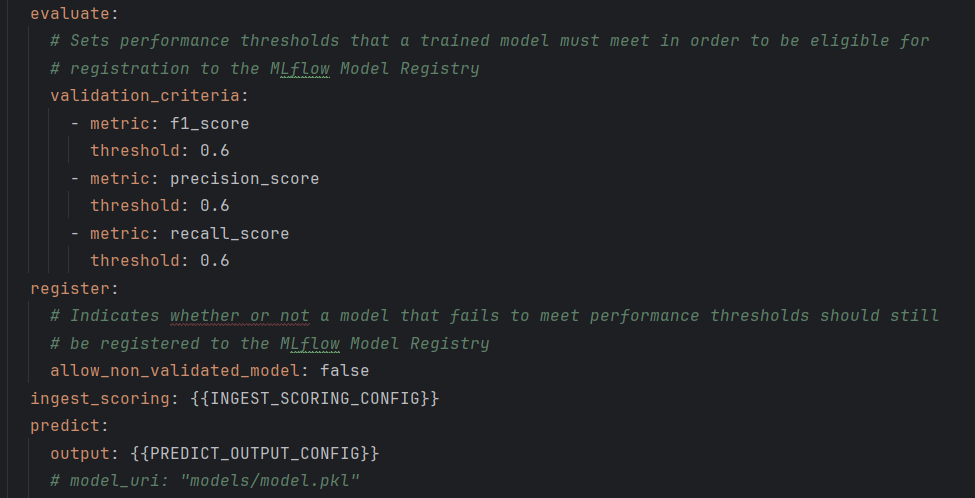 evaluate:
# Sets performance thresholds that a trained model must meet in order to be eligible for
# registration to the MLflow Model Registry
validation_criteria:
- metric: f1_score
threshold: 0.6
- metric: precision_score
threshold: 0.6
- metric: recall_score
threshold: 0.6
register:
# Indicates whether or not a model that fails to meet performance thresholds should still
# be registered to the MLflow Model Registry
allow_non_validated_model: false
ingest_scoring: {{INGEST_SCORING_CONFIG}}
predict:
output: {{PREDICT_OUTPUT_CONFIG}}
# model_uri: "models/model.pkl"